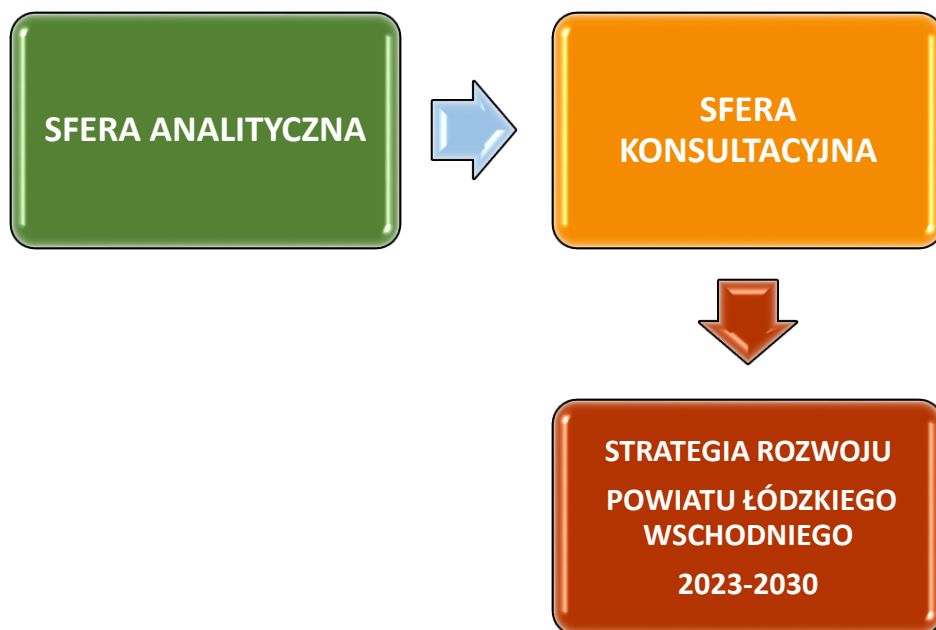 SFERA ANALITYCZNA
SFERA
KONSULTACYJNA
STRATEGIA ROZWOJU
POWIATU ŁÓDZKIEGO
WSCHODNIEGO
2023-2030